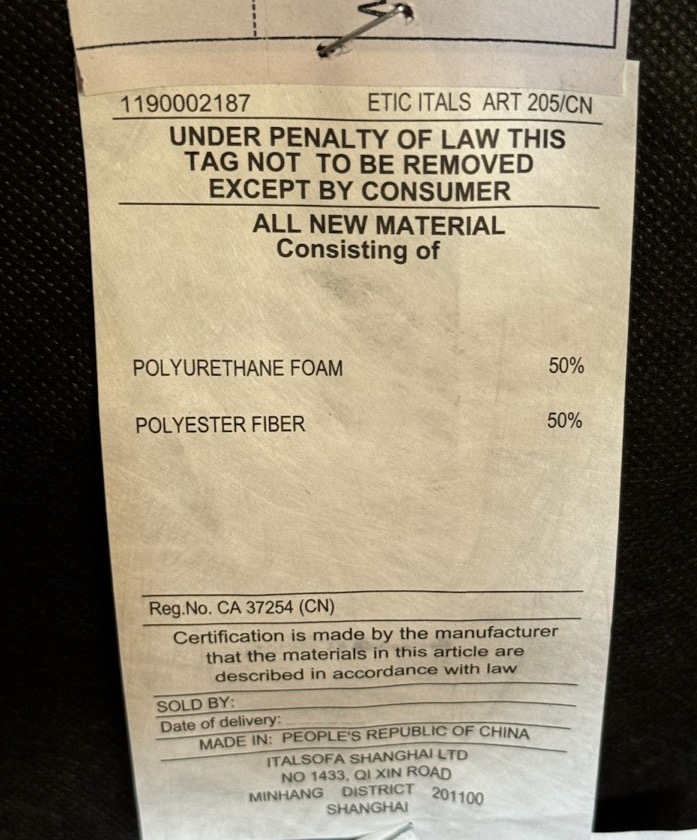 1190002187 ETIC ITALS ART 205/CN
UNDER PENALTY OF LAW THIS
TAG NOT TO BE REMOVED
EXCEPT BY CONSUMER
ALL NEW MATERIAL
Consisting of
POLYURETHANE FOAM 50%
POLYESTER FIBER 50%
Reg.No. CA 37254 (CN)
Certification is made by the manufacturer
that the materials in this article are
described in accordance with law
SOLD BY:
Date of delivery:
MADE IN: PEOPLE'S REPUBLIC OF CHINA
ITALSOFA SHANGHAI LTD
NO 1433, QI XIN ROAD
MINHANG DISTRICT 201100
SHANGHAI